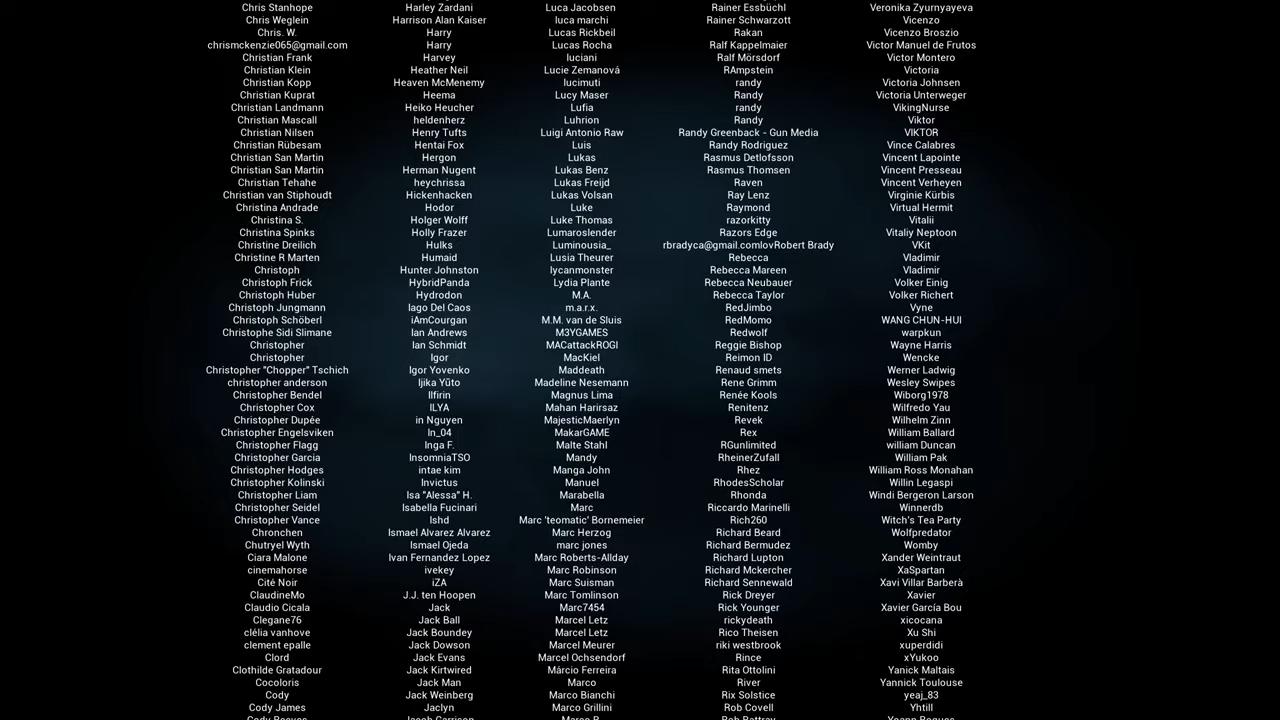 Chris Stanhope
Chris Weglein
Chris. W.
chrismckenzie065@gmail.com
Christian Frank
Christian Klein
Christian Kopp
Christian Kuprat
Christian Landmann
Christian Mascall
Christian Nilsen
Christian Rübesam
Christian San Martin
Christian San Martin
Christian Tehahe
Christian van Stiphoudt
Christina Andrade
Christina S.
Christina Spinks
Christine Dreilich
Christine R Marten
Christoph
Christoph Frick
Christoph Huber
Christoph Jungmann
Christoph Schöberl
Christophe Sidi Slimane
Christopher
Christopher
Christopher "Chopper" Tschich
christopher anderson
Christopher Bendel
Christopher Cox
Christopher Dupée
Christopher Engelsviken
Christopher Flagg
Christopher Garcia
Christopher Hodges
Christopher Kolinski
Christopher Liam
Christopher Seidel
Christopher Vance
Chronchen
Chutryel Wyth
Ciara Malone
cinemahorse
Cité Noir
ClaudineMo
Claudio Cicala
Clegane76
clélia vanhove
clement epalle
Clord
Clothilde Gratadour
Cocoloris
Cody
Cody James
Harley Zardani
Harrison Alan Kaiser
Harry
Harry
Harvey
Heather Neil
Heaven McMenemy
Heema
Heiko Heucher
heldenherz
Henry Tufts
Hentai Fox
Hergon
Herman Nugent
heychrissa
Hickenhacken
Hodor
Holger Wolff
Holly Frazer
Hulks
Humaid
Hunter Johnston
HybridPanda
Hydrodon
Iago Del Caos
iAmCourgan
Ian Andrews
Ian Schmidt
Igor
Igor Yovenko
Ijika Yūto
Ilfirin
ILYA
in Nguyen
In_04
Inga F.
InsomniaTSO
intae kim
Invictus
Isa "Alessa" H.
Isabella Fucinari
Ishd
Ismael Alvarez Alvarez
Ismael Ojeda
Ivan Fernandez Lopez
ivekey
iZA
J.J. ten Hoopen
Jack
Jack Ball
Jack Boundey
Jack Dowson
Jack Evans
Jack Kirtwired
Jack Man
Jack Weinberg
Jaclyn
Luca Jacobsen
luca marchi
Lucas Rickbeil
Lucas Rocha
luciani
Lucie Zemanová
lucimuti
Lucy Maser
Lufia
Luhrion
Luigi Antonio Raw
Luis
Lukas
Lukas Benz
Lukas Freijd
Lukas Volsan
Luke
Luke Thomas
Lumaroslender
Luminousia_
Lusia Theurer
lycanmonster
Lydia Plante
M.A.
m.a.r.x.
M.M. van de Sluis
M3YGAMES
MACattackROGI
MacKiel
Maddeath
Madeline Nesemann
Magnus Lima
Mahan Harirsaz
MajesticMaerlyn
MakarGAME
Malte Stahl
Mandy
Manga John
Manuel
Marabella
Marc
Marc 'teomatic' Bornemeier
Marc Herzog
marc jones
Marc Roberts-Allday
Marc Robinson
Marc Suisman
Marc Tomlinson
Marc7454
Marcel Letz
Marcel Letz
Marcel Meurer
Marcel Ochsendorf
Márcio Ferreira
Marco
Marco Bianchi
Marco Grillini
Rainer Essbüchl
Rainer Schwarzott
Rakan
Ralf Kappelmaier
Ralf Mörsdorf
RAmpstein
randy
Randy
randy
Randy
Randy Greenback - Gun Media
Randy Rodriguez
Rasmus Detlofsson
Rasmus Thomsen
Raven
Ray Lenz
Raymond
razorkitty
Razors Edge
rbradyca@gmail.comlovRobert Brady
Rebecca
Rebecca Mareen
Rebecca Neubauer
Rebecca Taylor
RedJimbo
RedMomo
Redwolf
Reggie Bishop
Reimon ID
Renaud smets
Rene Grimm
Renée Kools
Renitenz
Revek
Rex
RGunlimited
RheinerZufall
Rhez
RhodesScholar
Rhonda
Riccardo Marinelli
Rich260
Richard Beard
Richard Bermudez
Richard Lupton
Richard Mckercher
Richard Sennewald
Rick Dreyer
Rick Younger
rickydeath
Rico Theisen
riki westbrook
Rince
Rita Ottolini
River
Rix Solstice
Rob Covell
Veronika Zyurnyayeva
Vicenzo
Vicenzo Broszio
Victor Manuel de Frutos
Victor Montero
Victoria
Victoria Johnsen
Victoria Unterweger
VikingNurse
Viktor
VIKTOR
Vince Calabres
Vincent Lapointe
Vincent Presseau
Vincent Verheyen
Virginie Kürbis
Virtual Hermit
Vitalii
Vitaliy Neptoon
VKit
Vladimir
Vladimir
Volker Einig
Volker Richert
Vyne
WANG CHUN-HUI
warpkun
Wayne Harris
Wencke
Werner Ladwig
Wesley Swipes
Wiborg1978
Wilfredo Yau
Wilhelm Zinn
William Ballard
william Duncan
William Pak
William Ross Monahan
Willin Legaspi
Windi Bergeron Larson
Winnerdb
Witch's Tea Party
Wolfpredator
Womby
Xander Weintraut
XaSpartan
Xavi Villar Barberà
Xavier
Xavier García Bou
xicocana
Xu Shi
xuperdidi
xYukoo
Yanick Maltais
Yannick Toulouse
yeaj_83
Yhtill